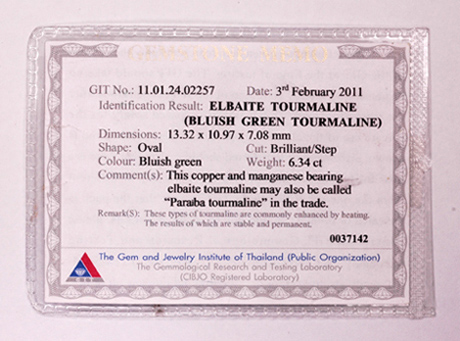 GEMSTONE MEMO
GIT No.: 11.01.24.02257 Date: 3rd February 2011
Identification Result: ELBAITE TOURMALINE
(BLUISH GREEN TOURMALINE)
Dimensions: 13.32 x 10.97 x 7.08 mm
Shape: Oval Cut: Brilliant/Step
Colour: Bluish green Weight: 6.34 ct
Comment(s): This copper and manganese bearing
elbaite tourmaline may also be called
"Paraiba tourmaline" in the trade.
Remark(S): These types of tourmaline are commonly enhanced by heating.
The results of which are stable and permanent.
0037142
The Gem and Jewelry Institute of Thailand (Public Organization)
The Gemmological Research and Testing Laboratory
(CIBJO Registered Laboratory)